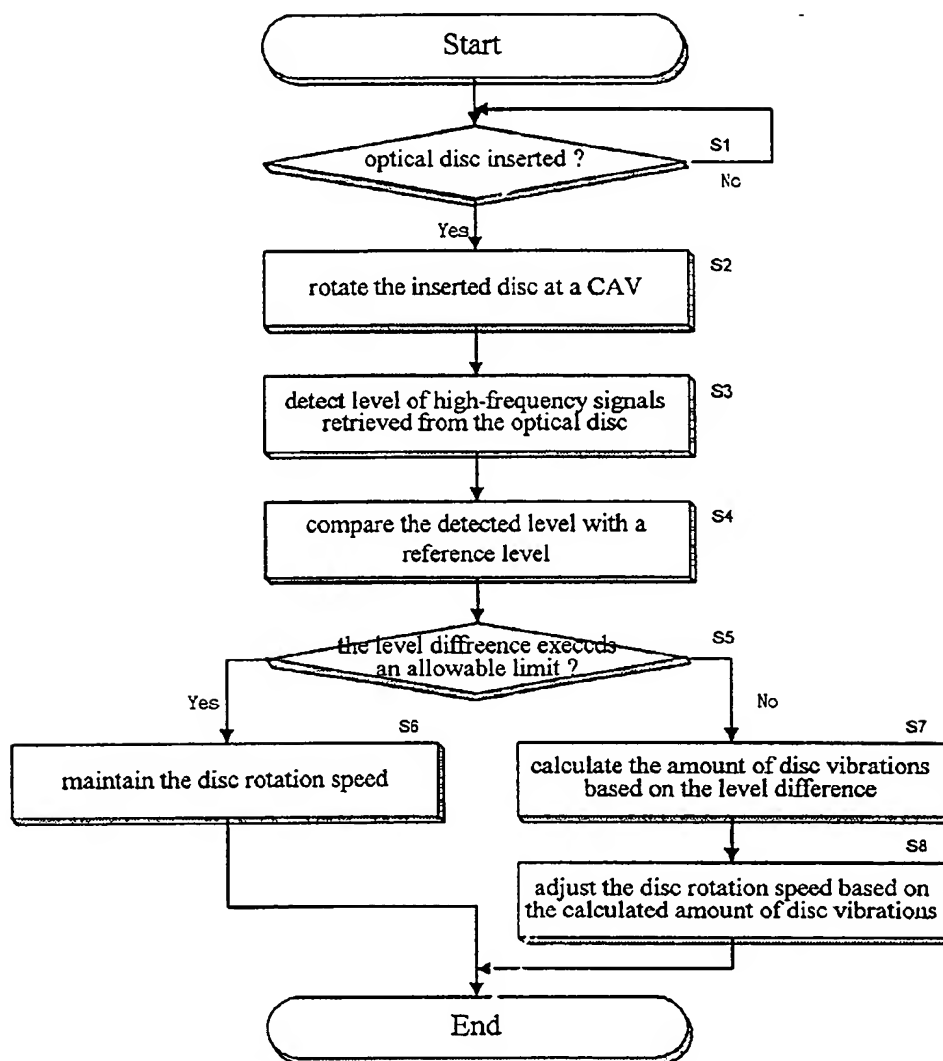 Start
optical disc inserted ?
S1
No
Yes
S2
rotate the inserted disc at a CAV
S3
detect level of high-frequency signals
retrieved from the optical disc
S4
compare the detected level with a
reference level
S5
the level diffreence exceeds
an allowable limit ?
Yes
No
S6
maintain the disc rotation speed
S7
calculate the amount of disc vibrations
based on the level difference
S8
adjust the disc rotation speed based on
the calculated amount of disc vibrations
End